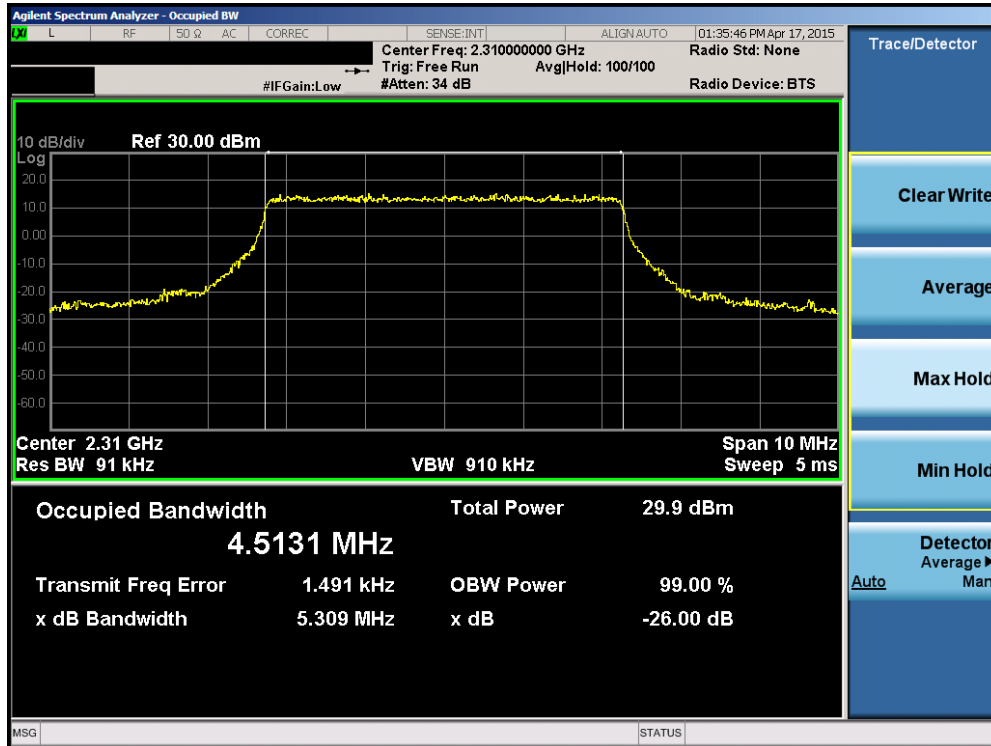 Agilent Spectrum Analyzer - Occupied BW
LXI L RF 50 Ω AC CORREC SENSE:INT ALIGN AUTO 01:35:46 PM Apr 17, 2015
Center Freq: 2.310000000 GHz Radio Std: None
Trig: Free Run Avg|Hold: 100/100
#IFGain:Low #Atten: 34 dB Radio Device: BTS
10 dB/div Ref 30.00 dBm
Log
20.0
10.0
0.00
-10.0
-20.0
-30.0
-40.0
-50.0
-60.0
Center 2.31 GHz Span 10 MHz
Res BW 91 kHz VBW 910 kHz Sweep 5 ms
Occupied Bandwidth Total Power 29.9 dBm
4.5131 MHz
Transmit Freq Error 1.491 kHz OBW Power 99.00 %
x dB Bandwidth 5.309 MHz x dB -26.00 dB
Trace/Detector
Clear Write
Average
Max Hold
Min Hold
Detector
Average
Auto Man
MSG STATUS